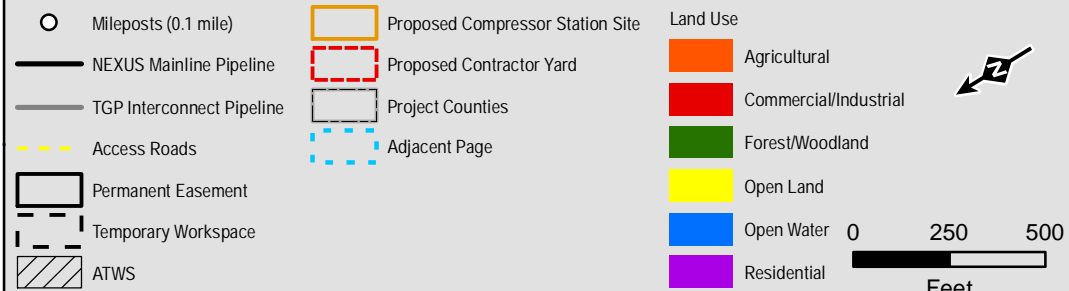 Mileposts (0.1 mile)
NEXUS Mainline Pipeline
TGP Interconnect Pipeline
Access Roads
Permanent Easement
Temporary Workspace
ATWS
Proposed Compressor Station Site
Proposed Contractor Yard
Project Counties
Adjacent Page
Land Use
Agricultural
Commercial/Industrial
Forest/Woodland
Open Land
Open Water
Residential
N
0 250 500
Feet